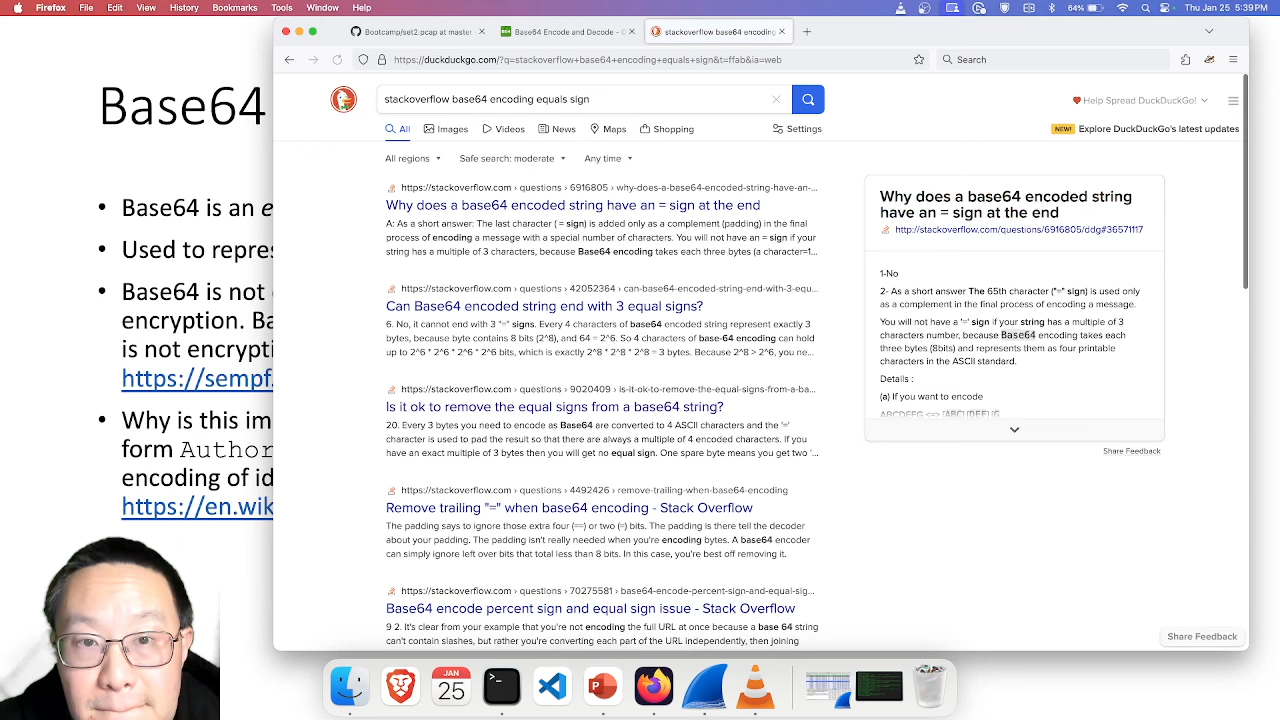 Firefox File Edit View History Bookmarks Tools Window Help 64% Thu Jan 25 5:39 PM
Bootcamp/set2.pcap at master
Base64 Encode and Decode - O
stackoverflow base64 encoding
https://duckduckgo.com/?q=stackoverflow+base64+encoding+equals+sign&t=ffab&ia=web
Search
stackoverflow base64 encoding equals sign
Help Spread DuckDuckGo!
All Images Videos News Maps Shopping Settings
NEW! Explore DuckDuckGo's latest updates
All regions Safe search: moderate Any time
https://stackoverflow.com › questions › 6916805 › why-does-a-base64-encoded-string-have-an-...
Why does a base64 encoded string have an = sign at the end
A: As a short answer: The last character ( = sign) is added only as a complement (padding) in the final
process of encoding a message with a special number of characters. You will not have an = sign if your
string has a multiple of 3 characters, because Base64 encoding takes each three bytes (a character=1...
https://stackoverflow.com › questions › 42052364 › can-base64-encoded-string-end-with-3-equ...
Can Base64 encoded string end with 3 equal signs?
6. No, it cannot end with 3 "=" signs. Every 4 characters of base64 encoded string represent exactly 3
bytes, because byte contains 8 bits (2^8), and 64 = 2^6. So 4 characters of base-64 encoding can hold
up to 2^6 * 2^6 * 2^6 * 2^6 bits, which is exactly 2^8 * 2^8 * 2^8 = 3 bytes. Because 2^8 > 2^6, you ne...
https://stackoverflow.com › questions › 9020409 › is-it-ok-to-remove-the-equal-signs-from-a-ba...
Is it ok to remove the equal signs from a base64 string?
20. Every 3 bytes you need to encode as Base64 are converted to 4 ASCII characters and the '='
character is used to pad the result so that there are always a multiple of 4 encoded characters. If you
have an exact multiple of 3 bytes then you will get no equal sign. One spare byte means you get two '...
https://stackoverflow.com › questions › 4492426 › remove-trailing-when-base64-encoding
Remove trailing "=" when base64 encoding - Stack Overflow
The padding says to ignore those extra four (==) or two (=) bits. The padding is there tell the decoder
about your padding. The padding isn't really needed when you're encoding bytes. A base64 encoder
can simply ignore left over bits that total less than 8 bits. In this case, you're best off removing it.
https://stackoverflow.com › questions › 70275581 › base64-encode-percent-sign-and-equal-sig...
Base64 encode percent sign and equal sign issue - Stack Overflow
9 2. It's clear from your example that you're not encoding the full URL at once because a base 64 string
can't contain slashes, but rather you're converting each part of the URL independently, then joining
Why does a base64 encoded string
have an = sign at the end
http://stackoverflow.com/questions/6916805/ddg#36571117
1-No
2- As a short answer The 65th character ("=" sign) is used only
as a complement in the final process of encoding a message.
You will not have a '=' sign if your string has a multiple of 3
characters number, because Base64 encoding takes each
three bytes (8bits) and represents them as four printable
characters in the ASCII standard.
Details :
(a) If you want to encode
Share Feedback
Share Feedback
Base64
• Base64 is an e
• Used to repres
• Base64 is not
encryption. Ba
is not encrypti
https://sempf.
• Why is this im
form Author
encoding of id
https://en.wik
JAN
25